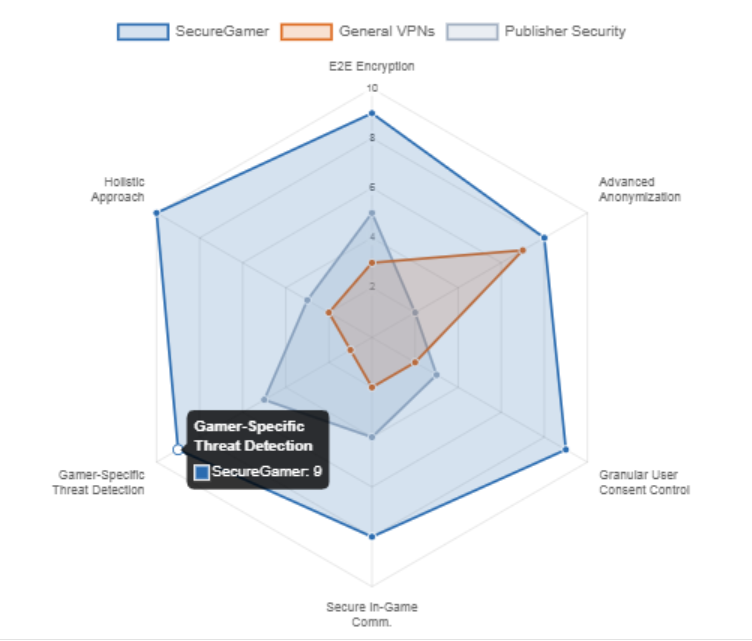 SecureGamer General VPNs Publisher Security
E2E Encryption
10
8
6
4
2
Holistic
Approach
Advanced
Anonymization
Gamer-Specific
Threat Detection
SecureGamer: 9
Gamer-Specific
Threat Detection
Granular User
Consent Control
Secure In-Game
Comm.